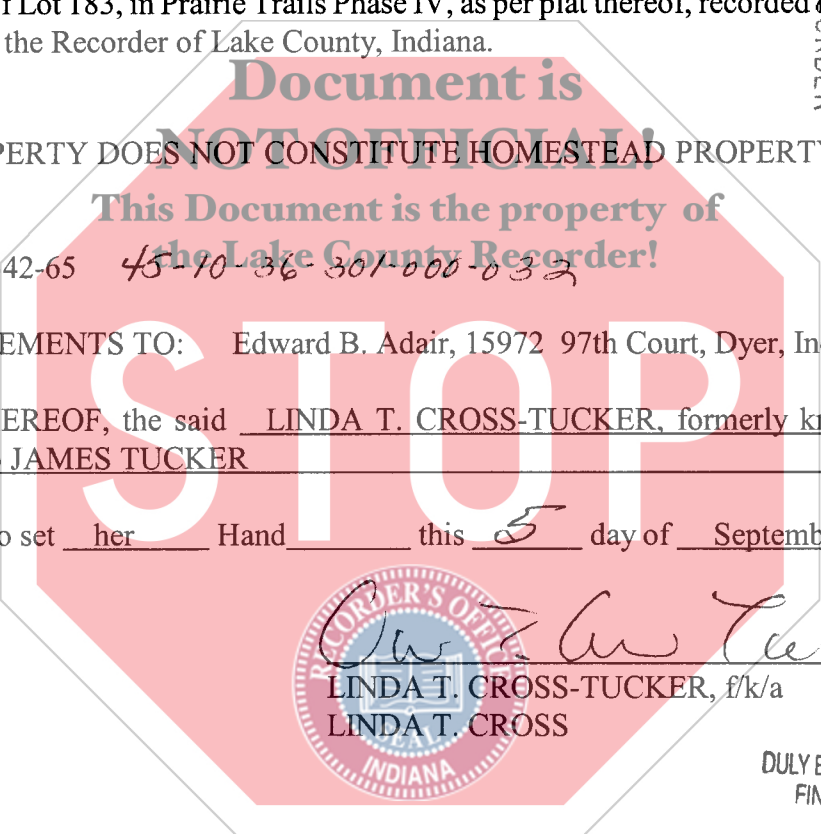 f Lot 183, in Prairie Trails Phase IV, as per plat thereof, recorded
the Recorder of Lake County, Indiana.
Document is
NOT OFFICIAL!
PERTY DOES NOT CONSTITUTE HOMESTEAD PROPERTY
This Document is the property of
the Lake County Recorder!
42-65 45-10-36-301-000-032
EMENTS TO: Edward B. Adair, 15972 97th Court, Dyer, In
STOP
EREOF, the said LINDA T. CROSS-TUCKER, formerly kn
JAMES TUCKER
o set her Hand this 5 day of Septemb
RECORDER'S OFFICE
SEAL
INDIANA
LINDA T. CROSS-TUCKER, f/k/a
LINDA T. CROSS
DULY E
FIN